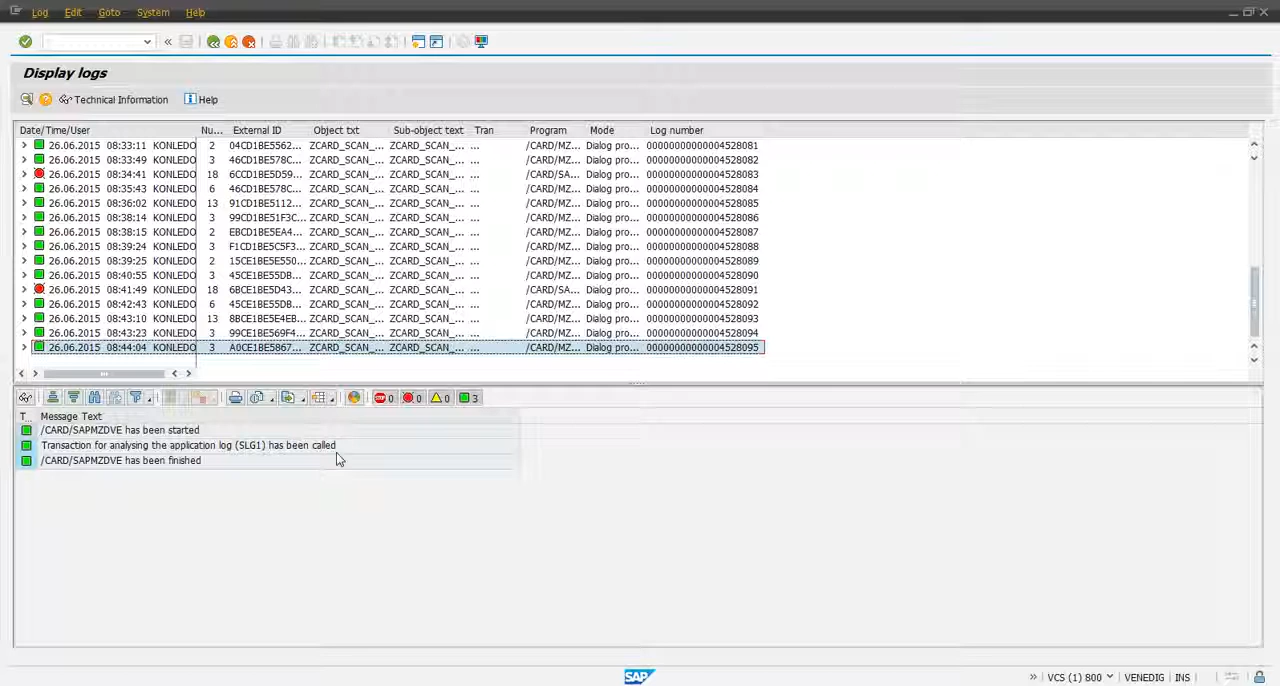 Log Edit Goto System Help
«
Display logs
Technical Information Help
Date/Time/User Nu... External ID Object txt Sub-object text Tran Program Mode Log number
26.06.2015 08:33:11 KONLEDO 2 04CD1BE5562... ZCARD_SCAN_... ZCARD_SCAN_... ... /CARD/MZ... Dialog pro... 00000000000004528081
26.06.2015 08:33:49 KONLEDO 3 46CD1BE578C... ZCARD_SCAN_... ZCARD_SCAN_... ... /CARD/MZ... Dialog pro... 00000000000004528082
26.06.2015 08:34:41 KONLEDO 18 6CCD1BE5D59... ZCARD_SCAN_... ZCARD_SCAN_... ... /CARD/SA... Dialog pro... 00000000000004528083
26.06.2015 08:35:43 KONLEDO 6 46CD1BE578C... ZCARD_SCAN_... ZCARD_SCAN_... ... /CARD/MZ... Dialog pro... 00000000000004528084
26.06.2015 08:36:02 KONLEDO 13 91CD1BE5112... ZCARD_SCAN_... ZCARD_SCAN_... ... /CARD/MZ... Dialog pro... 00000000000004528085
26.06.2015 08:38:14 KONLEDO 3 99CD1BE51F3C... ZCARD_SCAN_... ZCARD_SCAN_... ... /CARD/MZ... Dialog pro... 00000000000004528086
26.06.2015 08:38:15 KONLEDO 2 EBCD1BE5EA4... ZCARD_SCAN_... ZCARD_SCAN_... ... /CARD/MZ... Dialog pro... 00000000000004528087
26.06.2015 08:39:24 KONLEDO 3 F1CD1BE5C5F3... ZCARD_SCAN_... ZCARD_SCAN_... ... /CARD/MZ... Dialog pro... 00000000000004528088
26.06.2015 08:39:25 KONLEDO 2 15CE1BE5E550... ZCARD_SCAN_... ZCARD_SCAN_... ... /CARD/MZ... Dialog pro... 00000000000004528089
26.06.2015 08:40:55 KONLEDO 3 45CE1BE55DB... ZCARD_SCAN_... ZCARD_SCAN_... ... /CARD/MZ... Dialog pro... 00000000000004528090
26.06.2015 08:41:49 KONLEDO 18 6BCE1BE5D43... ZCARD_SCAN_... ZCARD_SCAN_... ... /CARD/SA... Dialog pro... 00000000000004528091
26.06.2015 08:42:43 KONLEDO 6 45CE1BE55DB... ZCARD_SCAN_... ZCARD_SCAN_... ... /CARD/MZ... Dialog pro... 00000000000004528092
26.06.2015 08:43:10 KONLEDO 13 88CE1BE5E4EB... ZCARD_SCAN_... ZCARD_SCAN_... ... /CARD/MZ... Dialog pro... 00000000000004528093
26.06.2015 08:43:23 KONLEDO 3 99CE1BE569F4... ZCARD_SCAN_... ZCARD_SCAN_... ... /CARD/MZ... Dialog pro... 00000000000004528094
26.06.2015 08:44:04 KONLEDO 3 A0CE1BE5867... ZCARD_SCAN_... ZCARD_SCAN_... ... /CARD/MZ... Dialog pro... 00000000000004528095
STOP 0 0 0 3
T.. Message Text
/CARD/SAPMZDVE has been started
Transaction for analysing the application log (SLG1) has been called
/CARD/SAPMZDVE has been finished
SAP » VCS (1) 800 VENEDIG INS